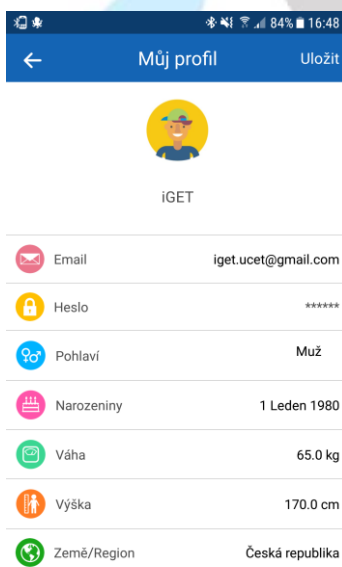 84% 16:48
Můj profil Uložit
iGET
Email iget.ucet@gmail.com
Heslo ******
Pohlaví Muž
Narozeniny 1 Leden 1980
Váha 65.0 kg
Výška 170.0 cm
Země/Region Česká republika